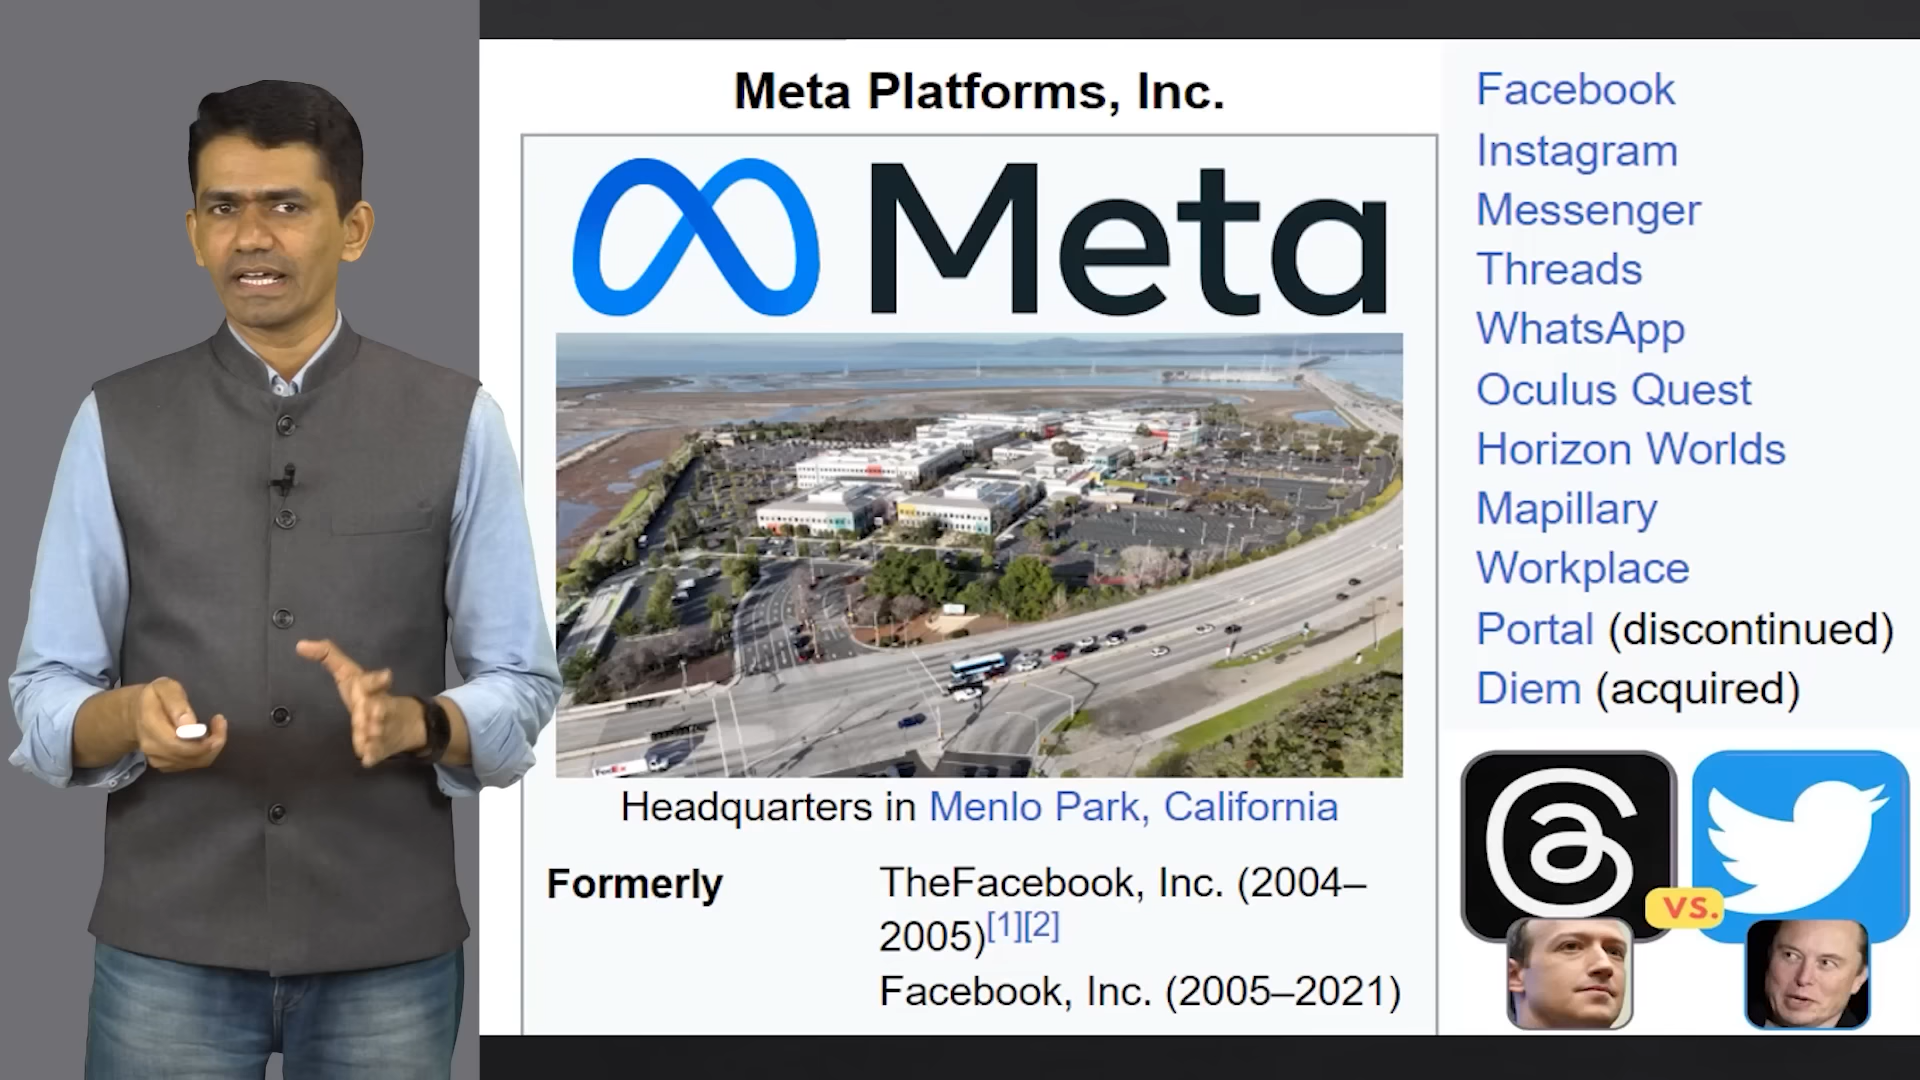 Meta Platforms, Inc.
Meta
Headquarters in Menlo Park, California
Formerly
TheFacebook, Inc. (2004–
2005)[1][2]
Facebook, Inc. (2005–2021)
Facebook
Instagram
Messenger
Threads
WhatsApp
Oculus Quest
Horizon Worlds
Mapillary
Workplace
Portal (discontinued)
Diem (acquired)
VS.
FedEx